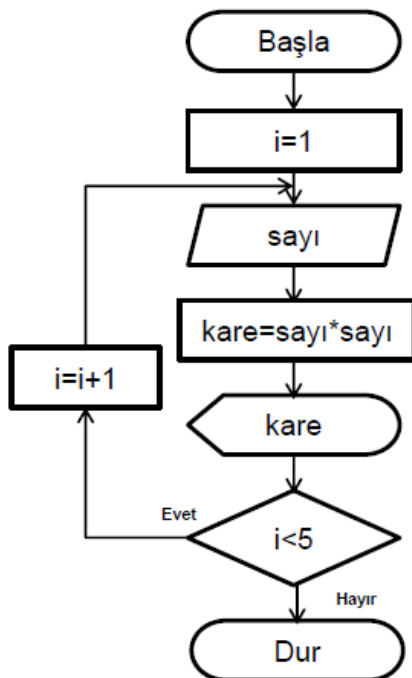 Başla
i=1
sayı
kare=sayı*sayı
i=i+1
kare
Evet
i<5
Hayır
Dur